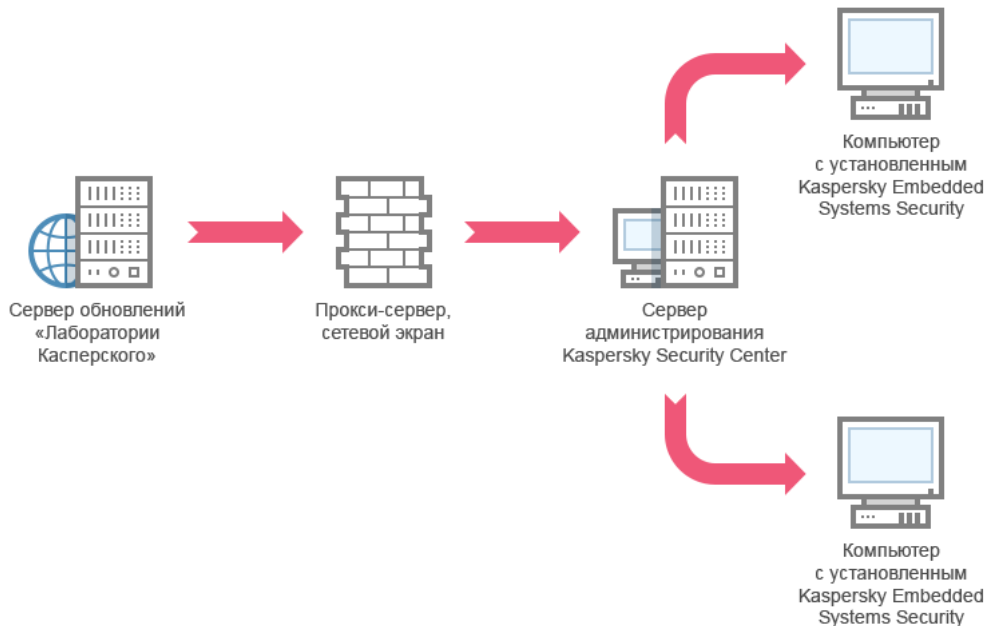 Компьютер
с установленным
Kaspersky Embedded
Systems Security
Сервер обновлений
«Лаборатории
Касперского»
Прокси-сервер,
сетевой экран
Сервер
администрирования
Kaspersky Security Center
Компьютер
с установленным
Kaspersky Embedded
Systems Security